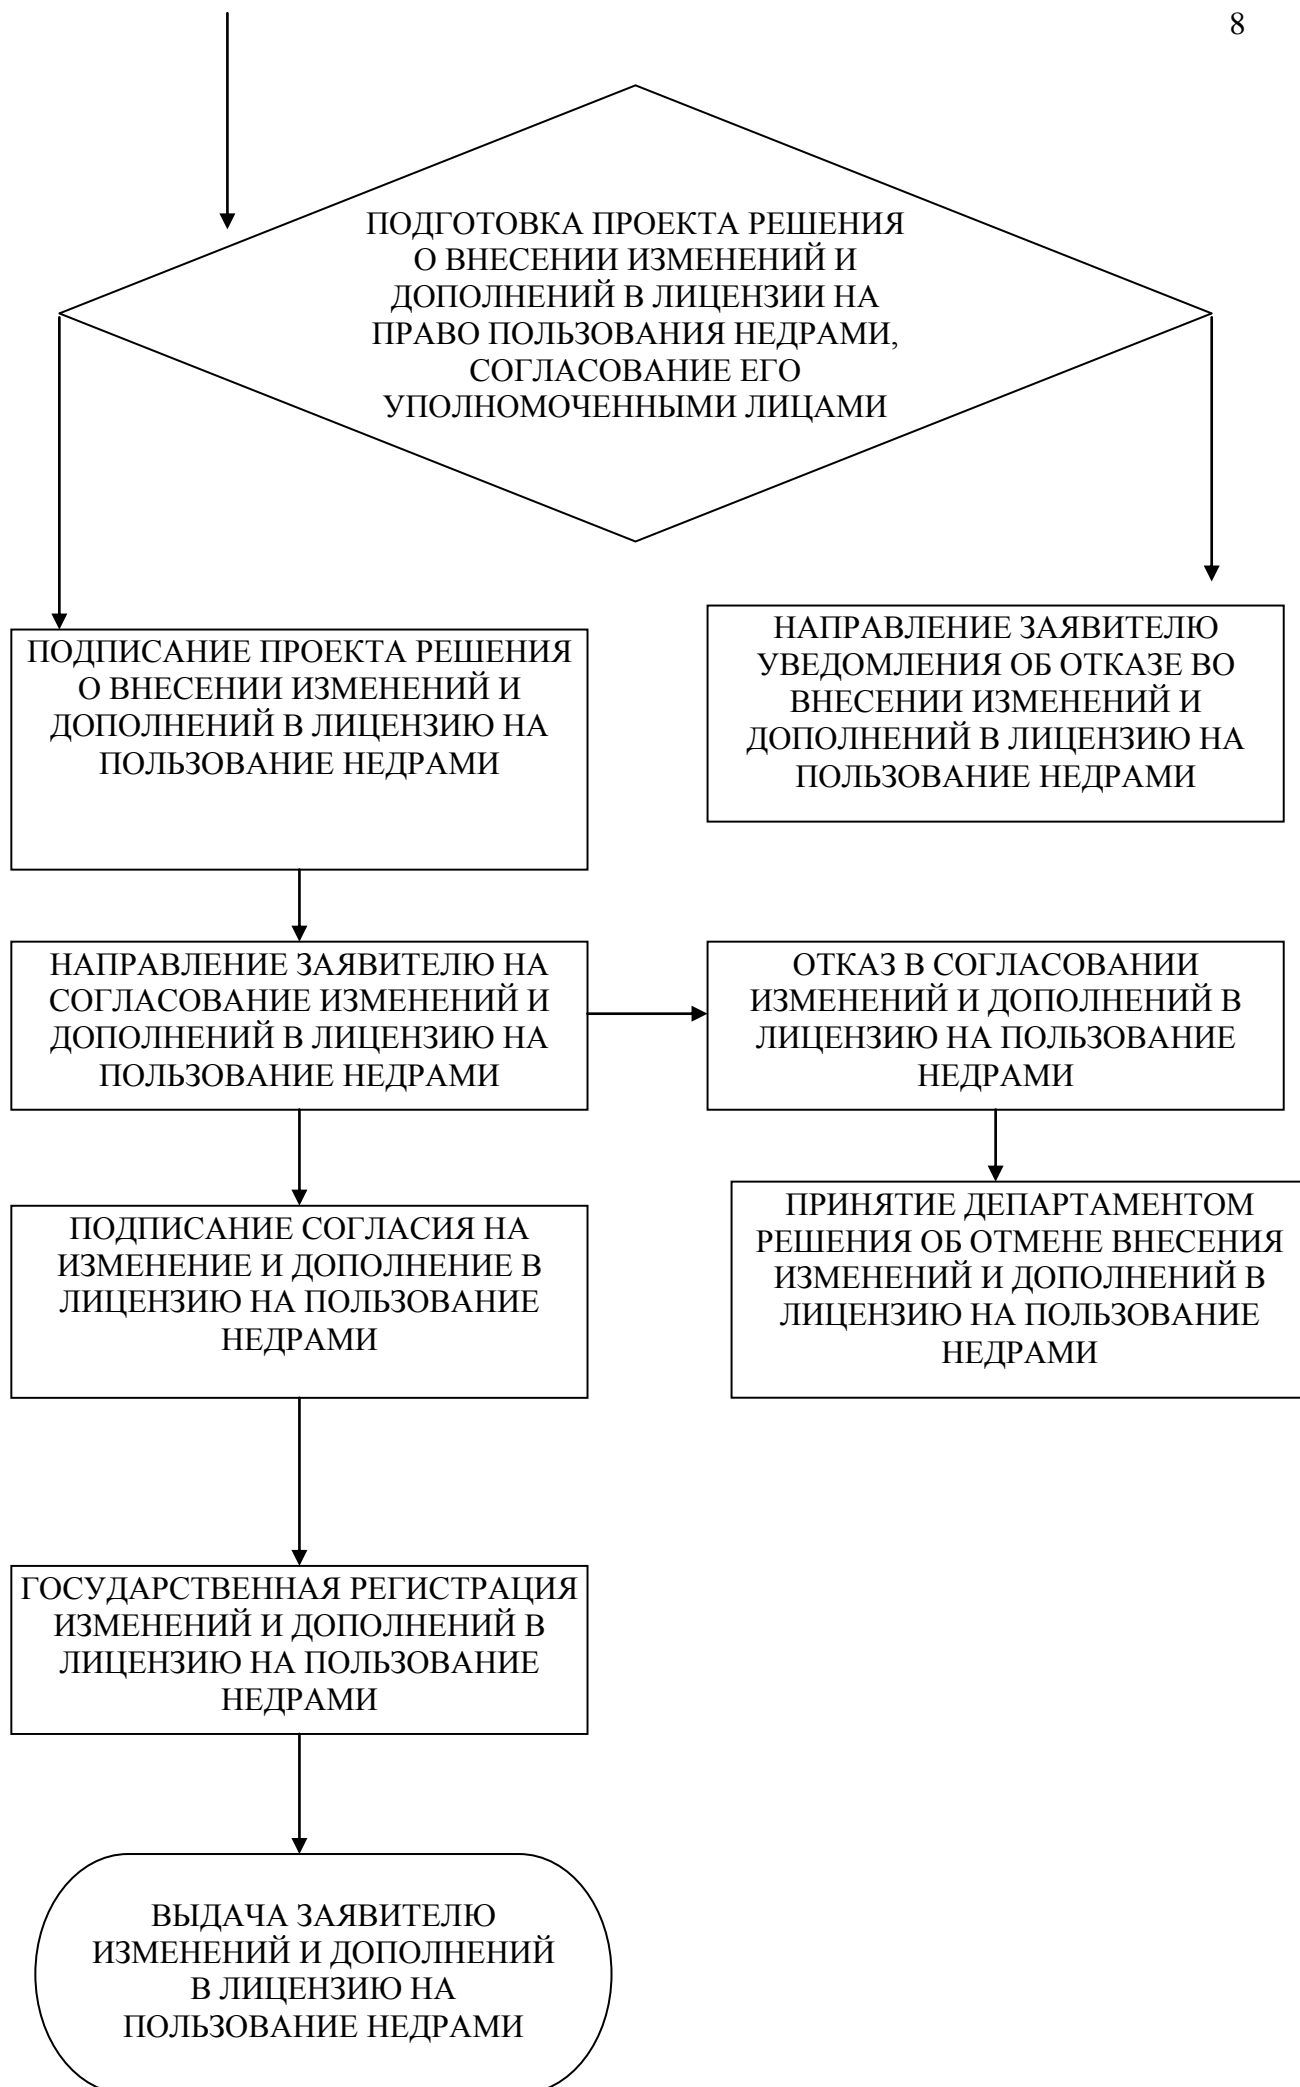 8
ПОДГОТОВКА ПРОЕКТА РЕШЕНИЯ
О ВНЕСЕНИИ ИЗМЕНЕНИЙ И
ДОПОЛНЕНИЙ В ЛИЦЕНЗИИ НА
ПРАВО ПОЛЬЗОВАНИЯ НЕДРАМИ,
СОГЛАСОВАНИЕ ЕГО
УПОЛНОМОЧЕННЫМИ ЛИЦАМИ
ПОДПИСАНИЕ ПРОЕКТА РЕШЕНИЯ
О ВНЕСЕНИИ ИЗМЕНЕНИЙ И
ДОПОЛНЕНИЙ В ЛИЦЕНЗИЮ НА
ПОЛЬЗОВАНИЕ НЕДРАМИ
НАПРАВЛЕНИЕ ЗАЯВИТЕЛЮ
УВЕДОМЛЕНИЯ ОБ ОТКАЗЕ ВО
ВНЕСЕНИИ ИЗМЕНЕНИЙ И
ДОПОЛНЕНИЙ В ЛИЦЕНЗИЮ НА
ПОЛЬЗОВАНИЕ НЕДРАМИ
НАПРАВЛЕНИЕ ЗАЯВИТЕЛЮ НА
СОГЛАСОВАНИЕ ИЗМЕНЕНИЙ И
ДОПОЛНЕНИЙ В ЛИЦЕНЗИЮ НА
ПОЛЬЗОВАНИЕ НЕДРАМИ
ОТКАЗ В СОГЛАСОВАНИИ
ИЗМЕНЕНИЙ И ДОПОЛНЕНИЙ В
ЛИЦЕНЗИЮ НА ПОЛЬЗОВАНИЕ
НЕДРАМИ
ПОДПИСАНИЕ СОГЛАСИЯ НА
ИЗМЕНЕНИЕ И ДОПОЛНЕНИЕ В
ЛИЦЕНЗИЮ НА ПОЛЬЗОВАНИЕ
НЕДРАМИ
ПРИНЯТИЕ ДЕПАРТАМЕНТОМ
РЕШЕНИЯ ОБ ОТМЕНЕ ВНЕСЕНИЯ
ИЗМЕНЕНИЙ И ДОПОЛНЕНИЙ В
ЛИЦЕНЗИЮ НА ПОЛЬЗОВАНИЕ
НЕДРАМИ
ГОСУДАРСТВЕННАЯ РЕГИСТРАЦИЯ
ИЗМЕНЕНИЙ И ДОПОЛНЕНИЙ В
ЛИЦЕНЗИЮ НА ПОЛЬЗОВАНИЕ
НЕДРАМИ
ВЫДАЧА ЗАЯВИТЕЛЮ
ИЗМЕНЕНИЙ И ДОПОЛНЕНИЙ
В ЛИЦЕНЗИЮ НА
ПОЛЬЗОВАНИЕ НЕДРАМИ